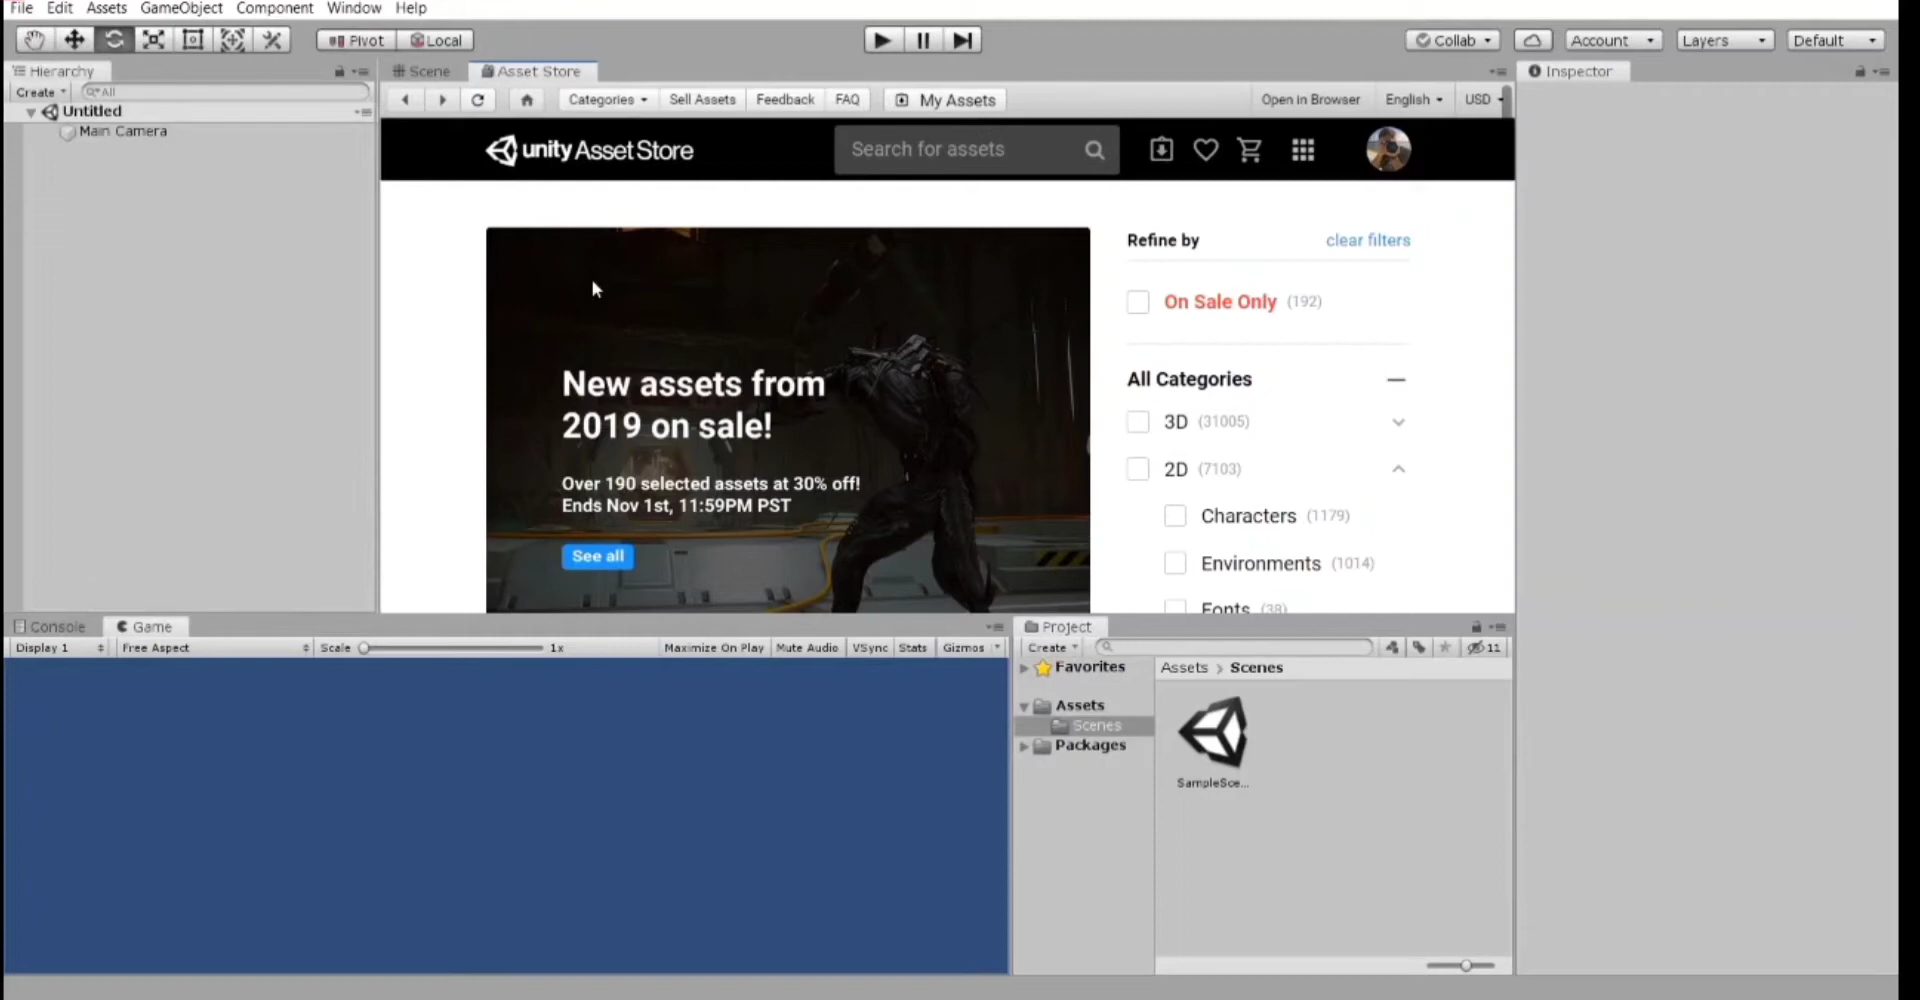 File Edit Assets GameObject Component Window Help
Pivot Local Collab Account Layers Default
Hierarchy
Create All
Untitled
Main Camera
Scene Asset Store
Categories Sell Assets Feedback FAQ My Assets Open in Browser English USD
unity Asset Store Search for assets
New assets from
2019 on sale!
Over 190 selected assets at 30% off!
Ends Nov 1st, 11:59PM PST
See all
Refine by clear filters
On Sale Only (192)
All Categories
3D (31005)
2D (7103)
Characters (1179)
Environments (1014)
Fonts (38)
Inspector
Console Game
Display 1 Free Aspect Scale 1x Maximize On Play Mute Audio VSync Stats Gizmos
Project
Create 11
Favorites
Assets
Scenes
Packages
Assets > Scenes
SampleSce...